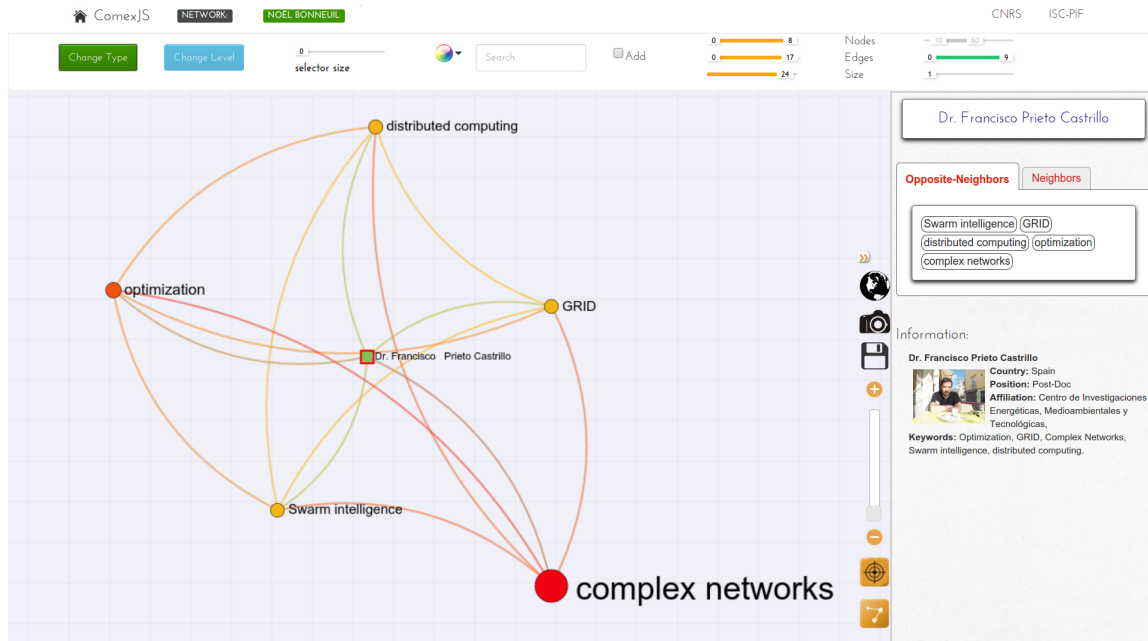 ComexJS NETWORK: NOËL BONNEUIL CNRS ISC-PIF
Change Type Change Level 0 selector size Search Add
0 8 Nodes 10 60
0 17 Edges 0 9
24 Size 1
distributed computing
optimization
GRID
Dr. Francisco Prieto Castrillo
Swarm intelligence
complex networks
Dr. Francisco Prieto Castrillo
Opposite-Neighbors Neighbors
Swarm intelligence GRID
distributed computing optimization
complex networks
Information:
Dr. Francisco Prieto Castrillo
Country: Spain
Position: Post-Doc
Affiliation: Centro de Investigaciones
Energéticas, Medioambientales y
Tecnológicas,
Keywords: Optimization, GRID, Complex Networks,
Swarm intelligence, distributed computing.